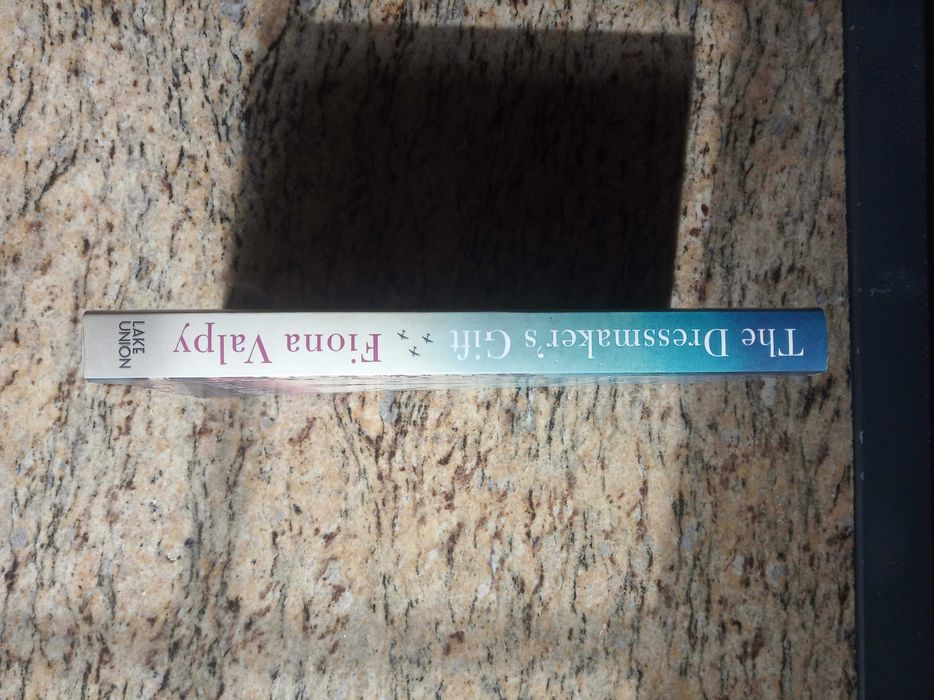 The Dressmaker's Gift
Fiona Valpy
LAKE
UNION